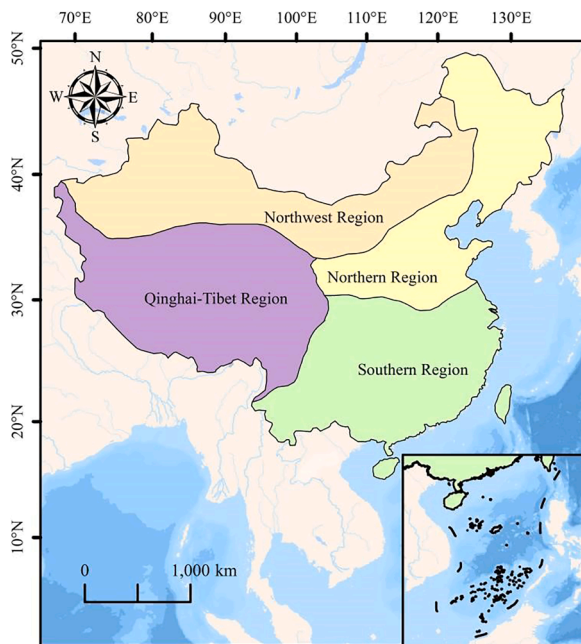 70°E 80°E 90°E 100°E 110°E 120°E 130°E
50°N
40°N
30°N
20°N
10°N
N
W E
S
Northwest Region
Northern Region
Qinghai-Tibet Region
Southern Region
0 1,000 km